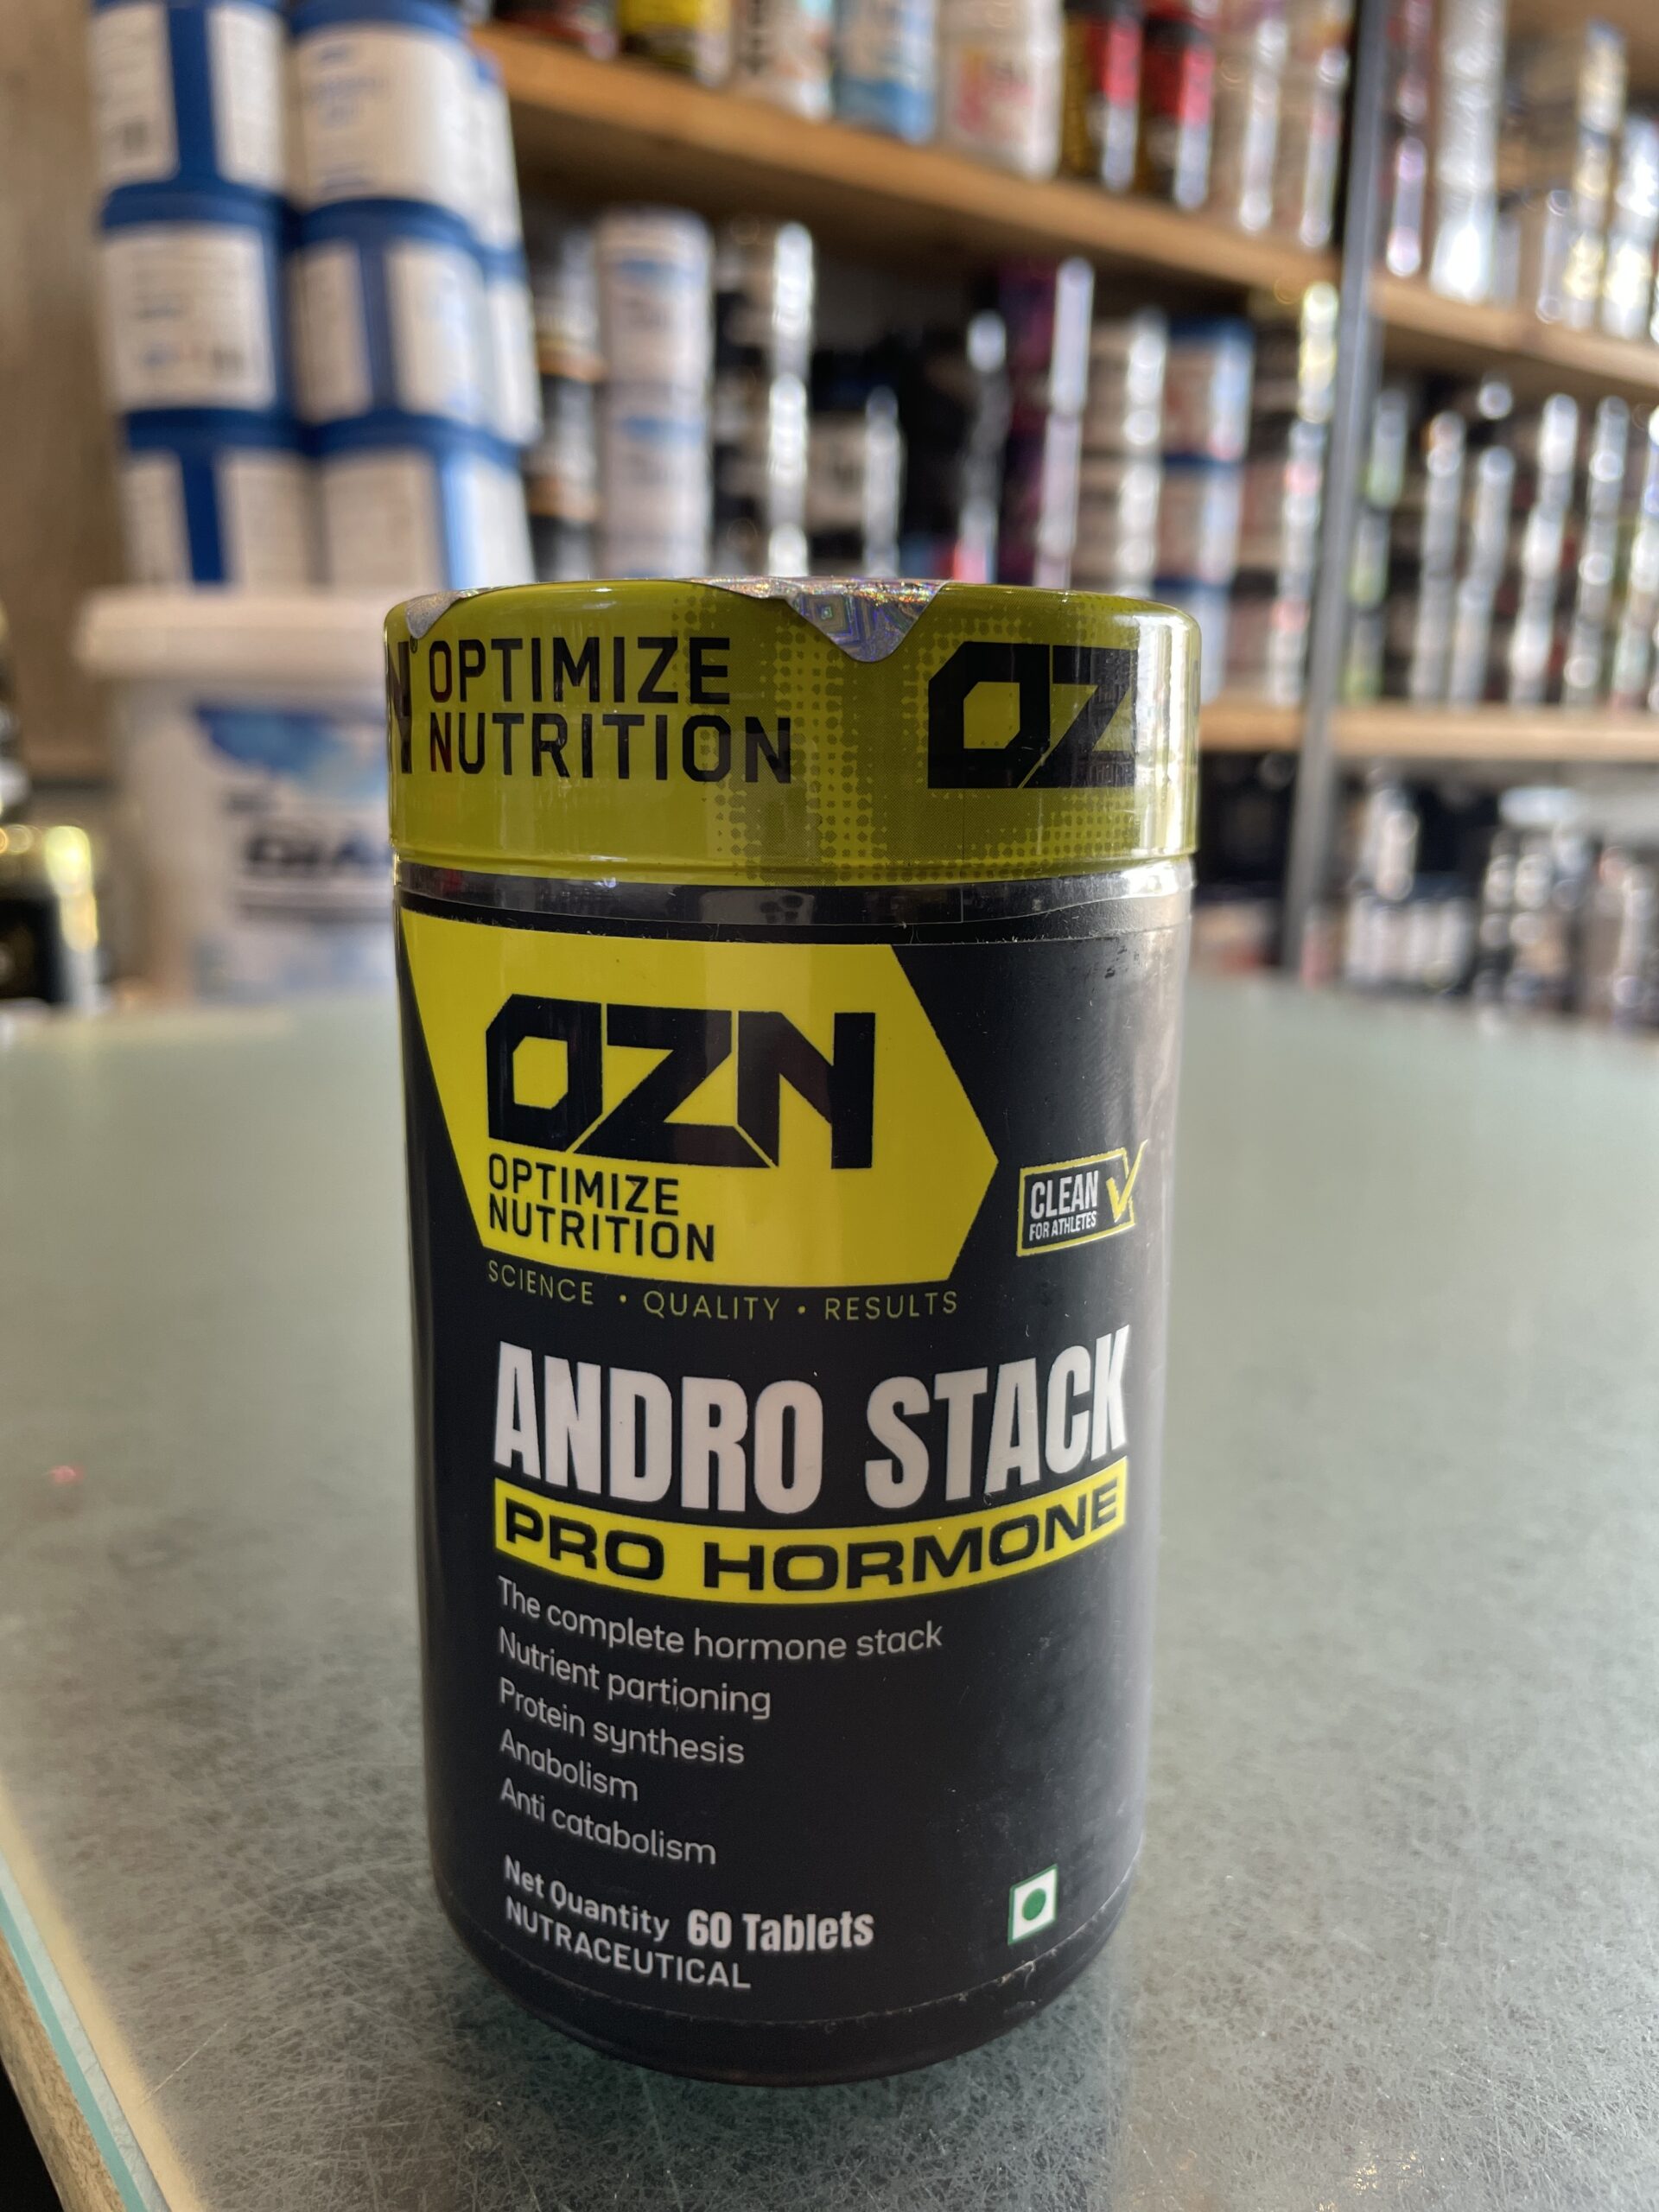 OPTIMIZE
NUTRITION
OZ
OZN
OPTIMIZE
NUTRITION
SCIENCE • QUALITY • RESULTS
CLEAN
FOR ATHLETES
ANDRO STACK
PRO HORMONE
The complete hormone stack
Nutrient partioning
Protein synthesis
Anabolism
Anti catabolism
Net Quantity 60 Tablets
NUTRACEUTICAL